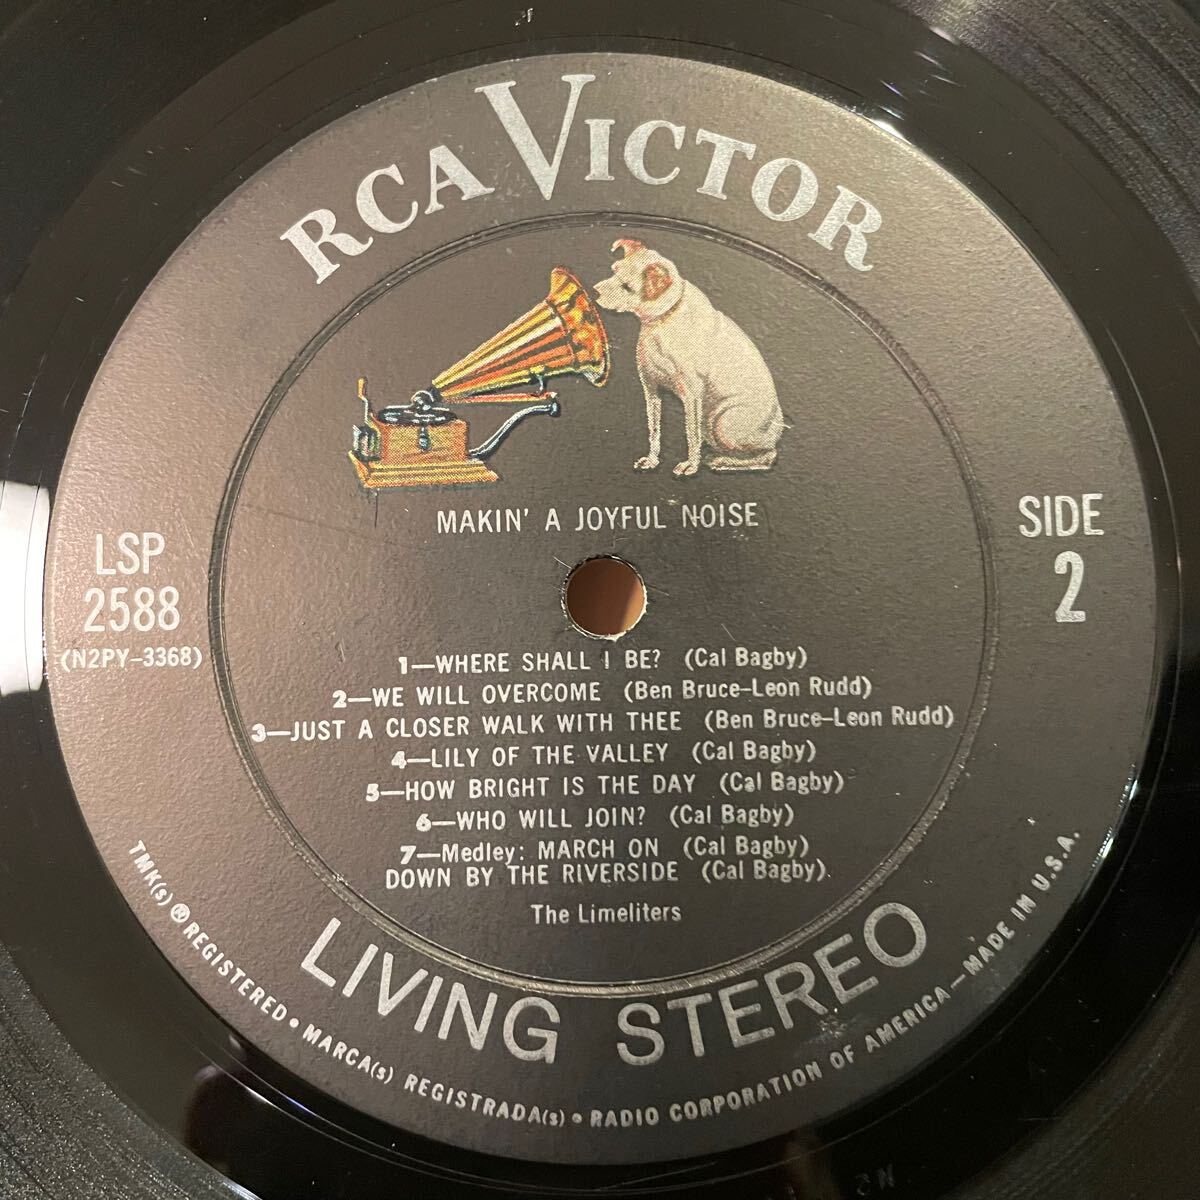 RCA VICTOR
MAKIN' A JOYFUL NOISE
LSP
2588
(N2PY-3368)
SIDE
2
1—WHERE SHALL I BE? (Cal Bagby)
2—WE WILL OVERCOME (Ben Bruce-Leon Rudd)
3—JUST A CLOSER WALK WITH THEE (Ben Bruce-Leon Rudd)
4—LILY OF THE VALLEY (Cal Bagby)
5—HOW BRIGHT IS THE DAY (Cal Bagby)
6—WHO WILL JOIN? (Cal Bagby)
7—Medley: MARCH ON (Cal Bagby)
DOWN BY THE RIVERSIDE (Cal Bagby)
The Limeliters
LIVING STEREO
TMK(s) ® REGISTERED • MARCA(s) REGISTRADA(s) • RADIO CORPORATION OF AMERICA—MADE IN U.S.A.